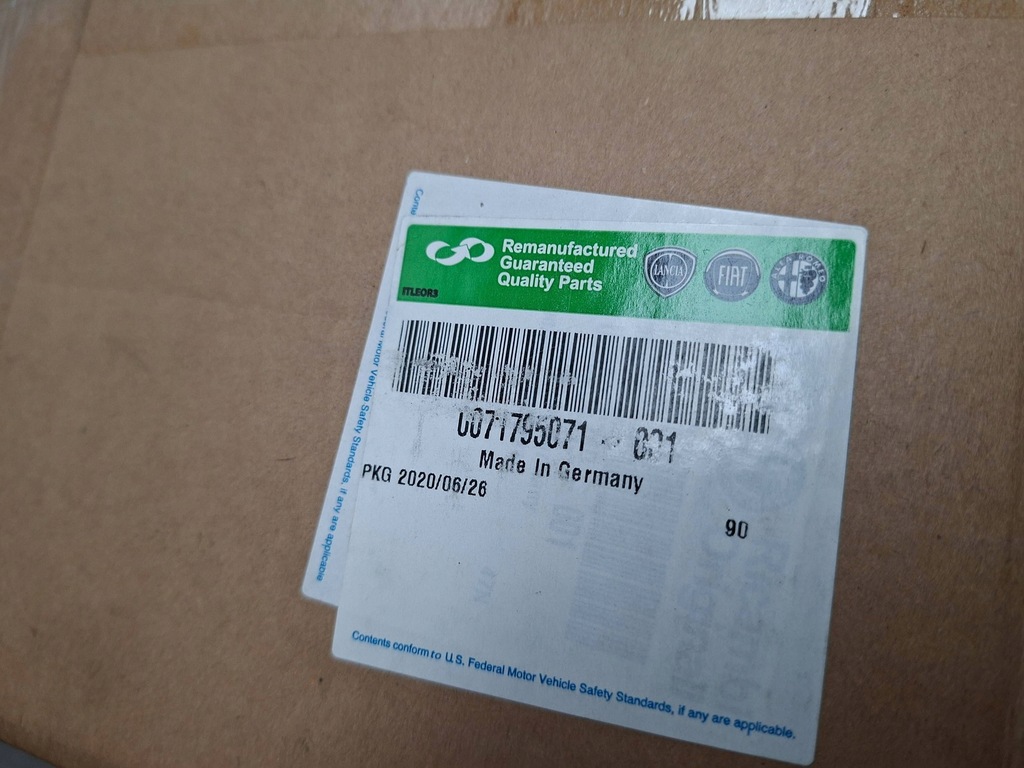 Remanufactured
Guaranteed
Quality Parts
LANCIA
FIAT
ITLEOR3
0071795071 - 001
Made In Germany
PKG 2020/06/26
90
Contents conform to U.S. Federal Motor Vehicle Safety Standards, if any are applicable.
Motor Vehicle Safety Standards, if any are applicable.